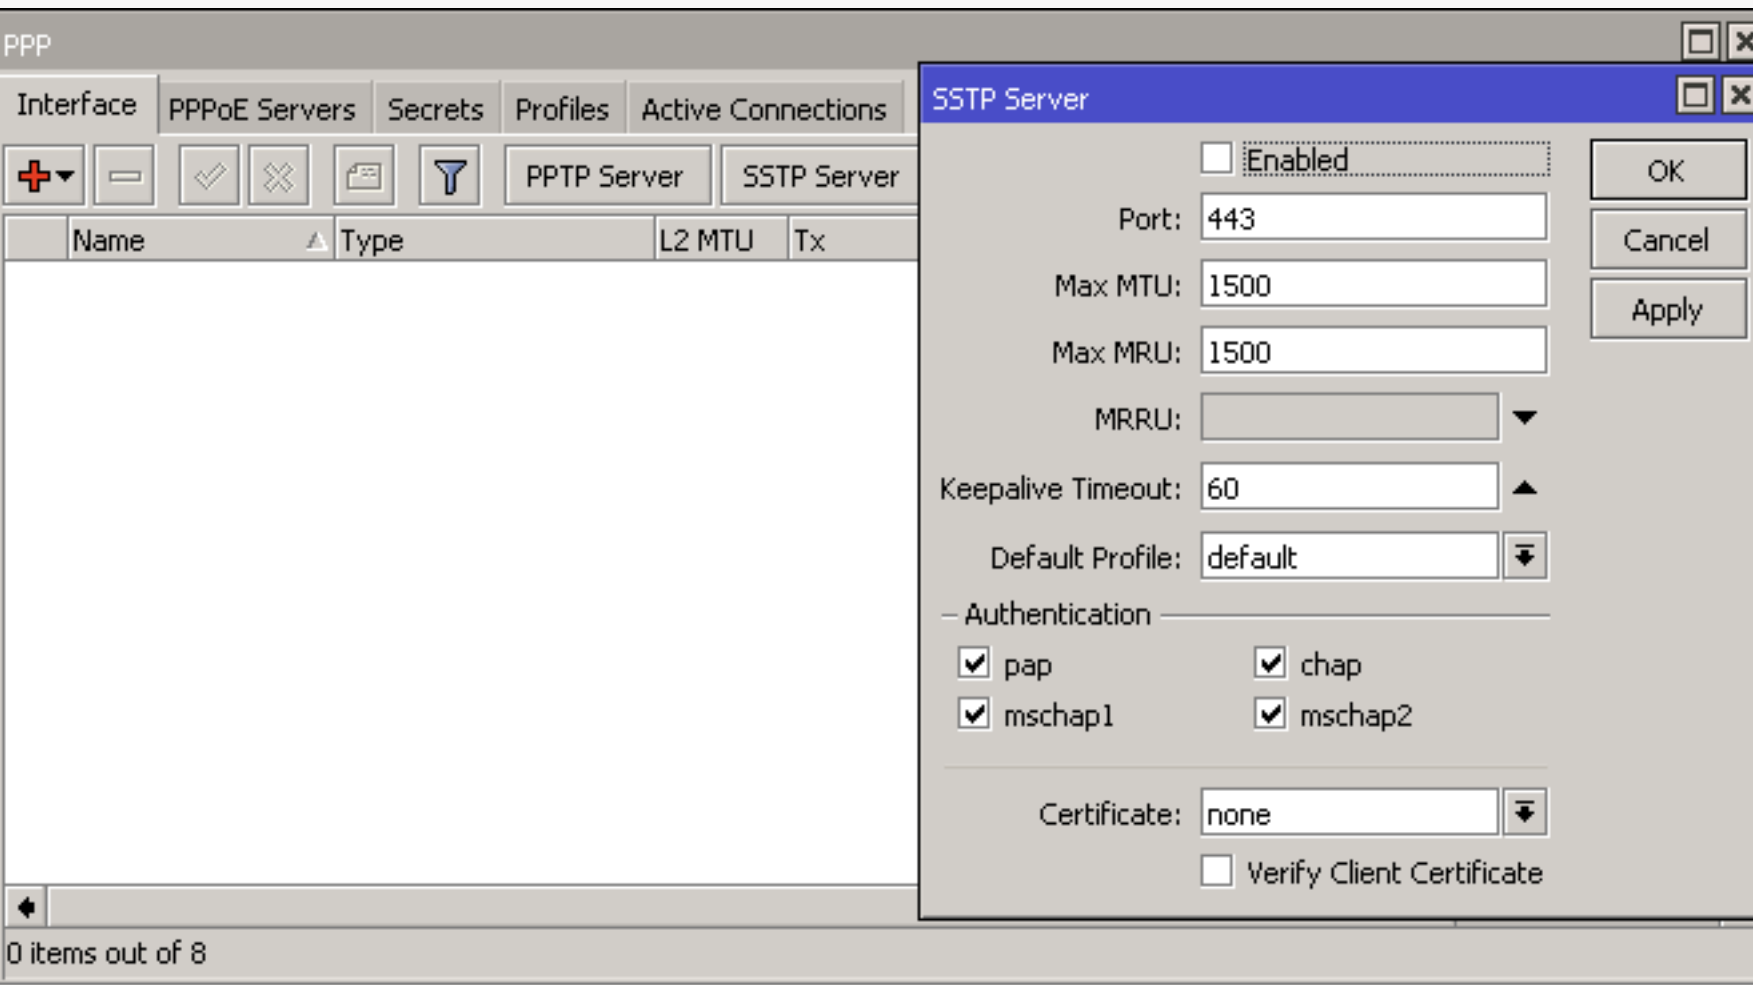 PPP
Interface PPPoE Servers Secrets Profiles Active Connections
PPTP Server SSTP Server
Name Type L2 MTU Tx
0 items out of 8
SSTP Server
Enabled
Port: 443
Max MTU: 1500
Max MRU: 1500
MRRU:
Keepalive Timeout: 60
Default Profile: default
Authentication
pap chap
mschap1 mschap2
Certificate: none
Verify Client Certificate
OK
Cancel
Apply